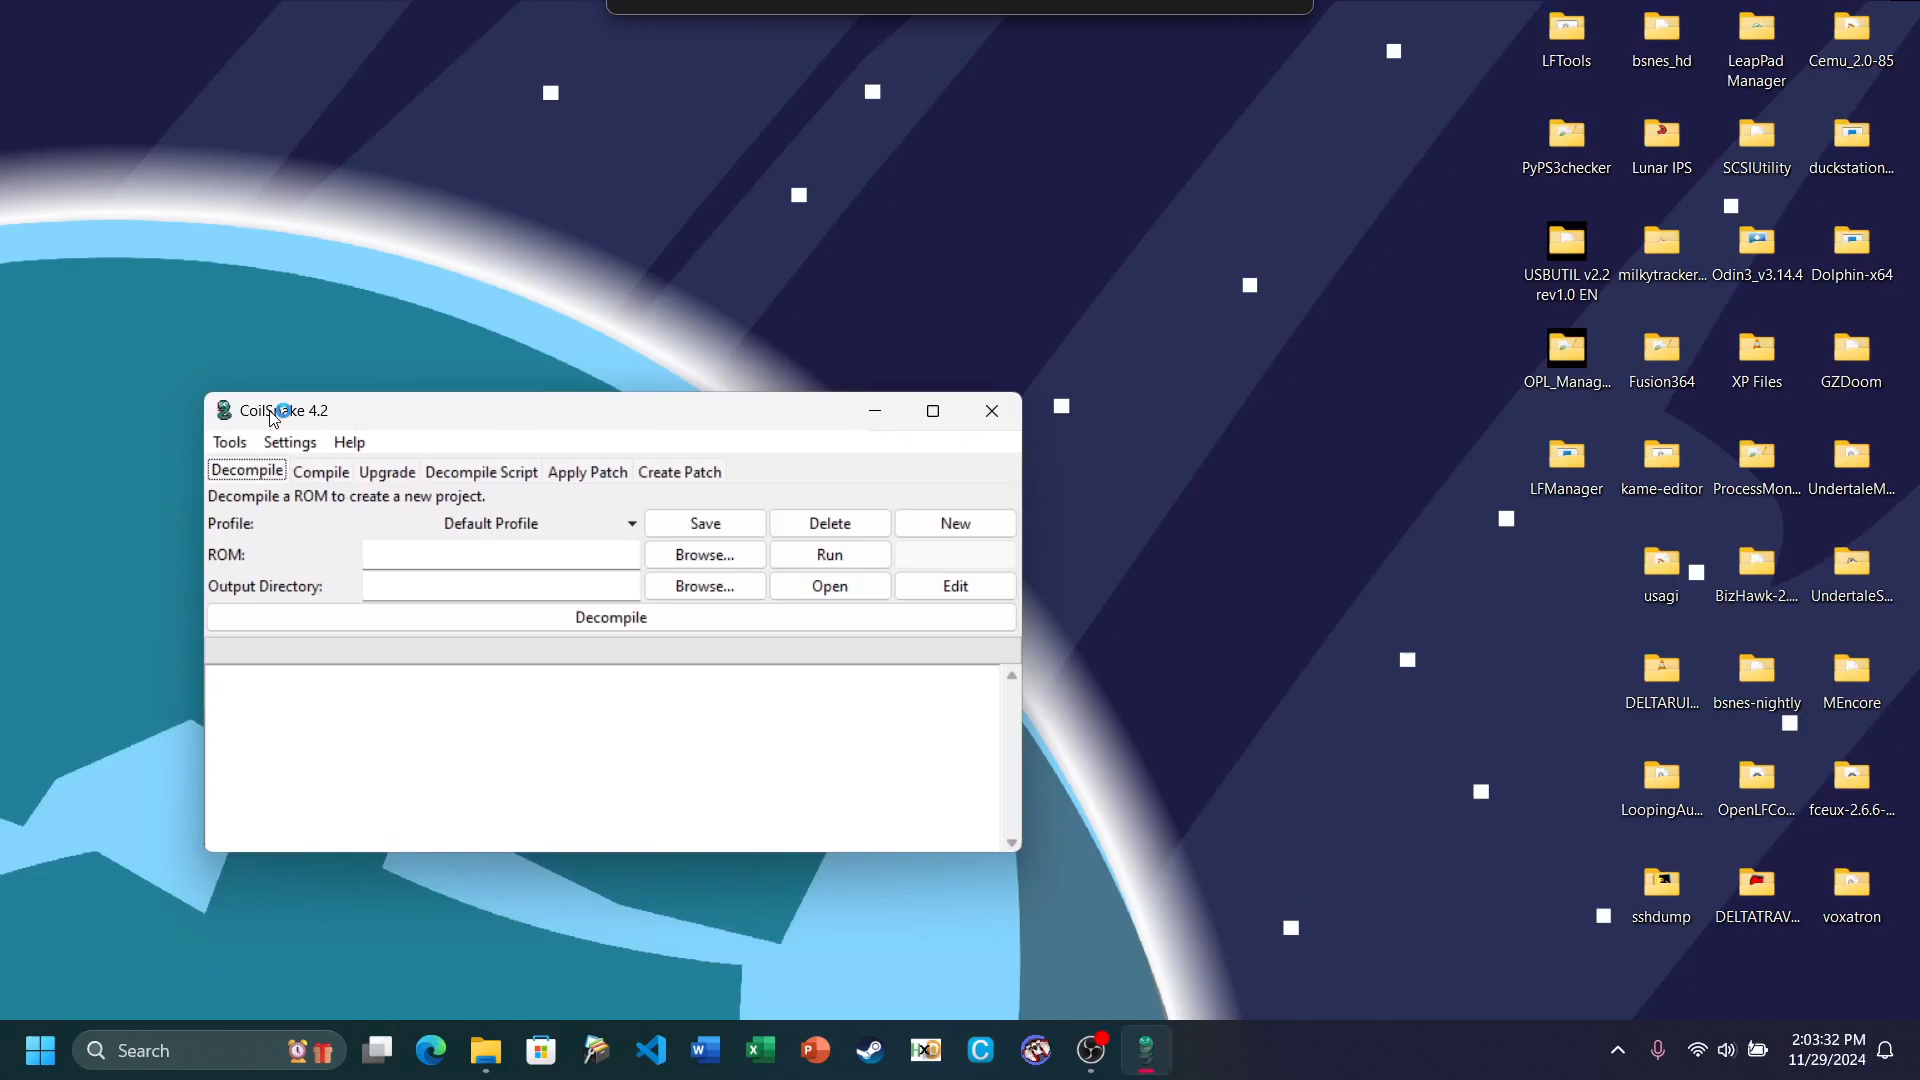 LFTools
bsnes_hd
LeapPad Manager
Cemu_2.0-85
PyPS3checker
Lunar IPS
SCSIUtility
duckstation...
USBUTIL v2.2 rev1.0 EN
milkytracker...
Odin3_v3.14.4
Dolphin-x64
OPL_Manag...
Fusion364
XP Files
GZDoom
LFManager
kame-editor
ProcessMon...
UndertaleM...
usagi
BizHawk-2....
UndertaleS...
DELTARUI...
bsnes-nightly
MEncore
LoopingAu...
OpenLFCo...
fceux-2.6.6-...
sshdump
DELTATRAV...
voxatron
CoilSnake 4.2
Tools Settings Help
Decompile Compile Upgrade Decompile Script Apply Patch Create Patch
Decompile a ROM to create a new project.
Profile: Default Profile Save Delete New
ROM: Browse... Run
Output Directory: Browse... Open Edit
Decompile
Search
2:03:32 PM
11/29/2024